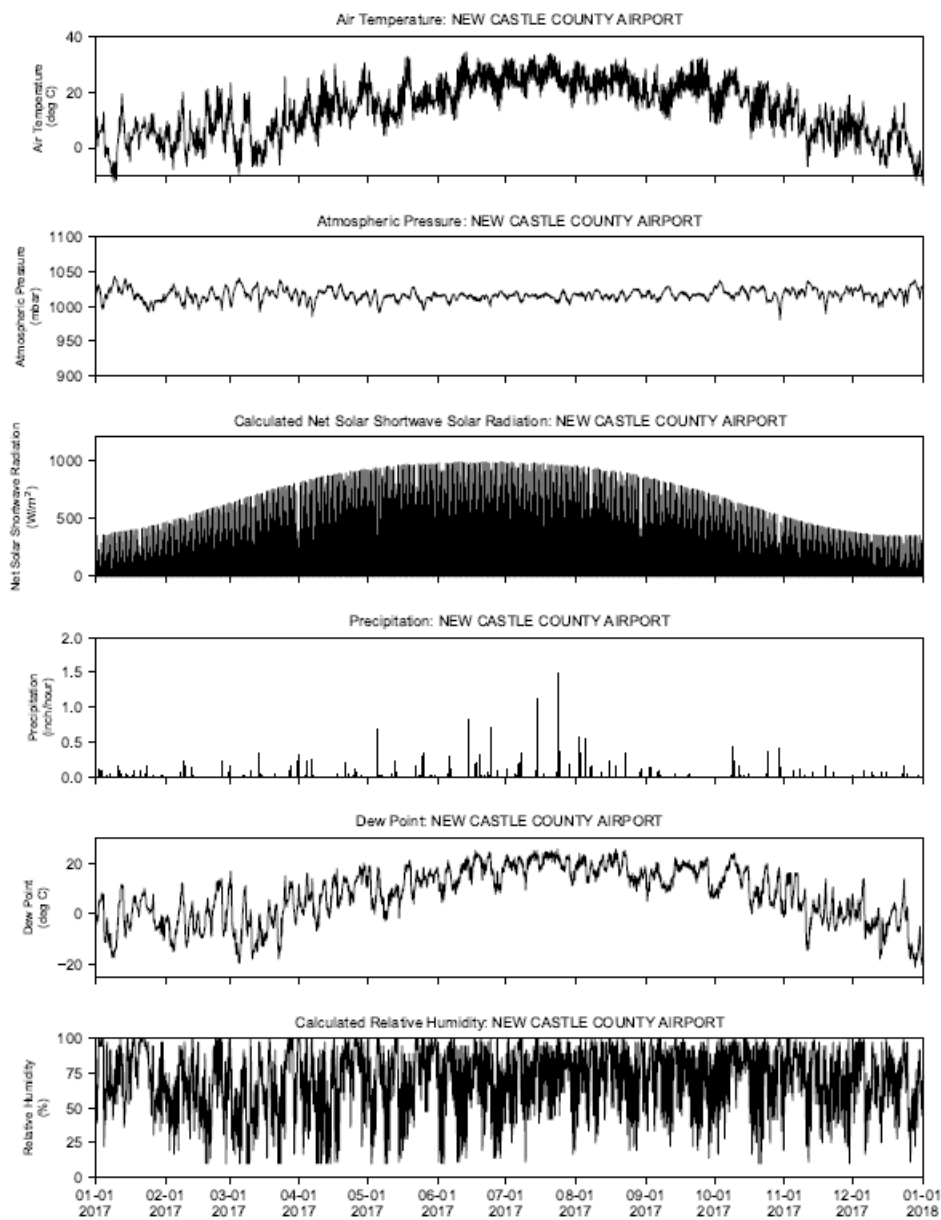 Air Temperature: NEW CASTLE COUNTY AIRPORT
Air Temperature
(deg C)
40
20
0
Atmospheric Pressure: NEW CASTLE COUNTY AIRPORT
Atmospheric Pressure
(mbar)
1100
1050
1000
950
900
Calculated Net Solar Shortwave Solar Radiation: NEW CASTLE COUNTY AIRPORT
Net Solar Shortwave Radiation
(W/m²)
1000
500
0
Precipitation: NEW CASTLE COUNTY AIRPORT
Precipitation
(inch/hour)
2.0
1.5
1.0
0.5
0.0
Dew Point: NEW CASTLE COUNTY AIRPORT
Dew Point
(deg C)
20
0
−20
Calculated Relative Humidity: NEW CASTLE COUNTY AIRPORT
Relative Humidity
(%)
100
75
50
25
0
01-01 02-01 03-01 04-01 05-01 06-01 07-01 08-01 09-01 10-01 11-01 12-01 01-01
2017 2017 2017 2017 2017 2017 2017 2017 2017 2017 2017 2017 2018